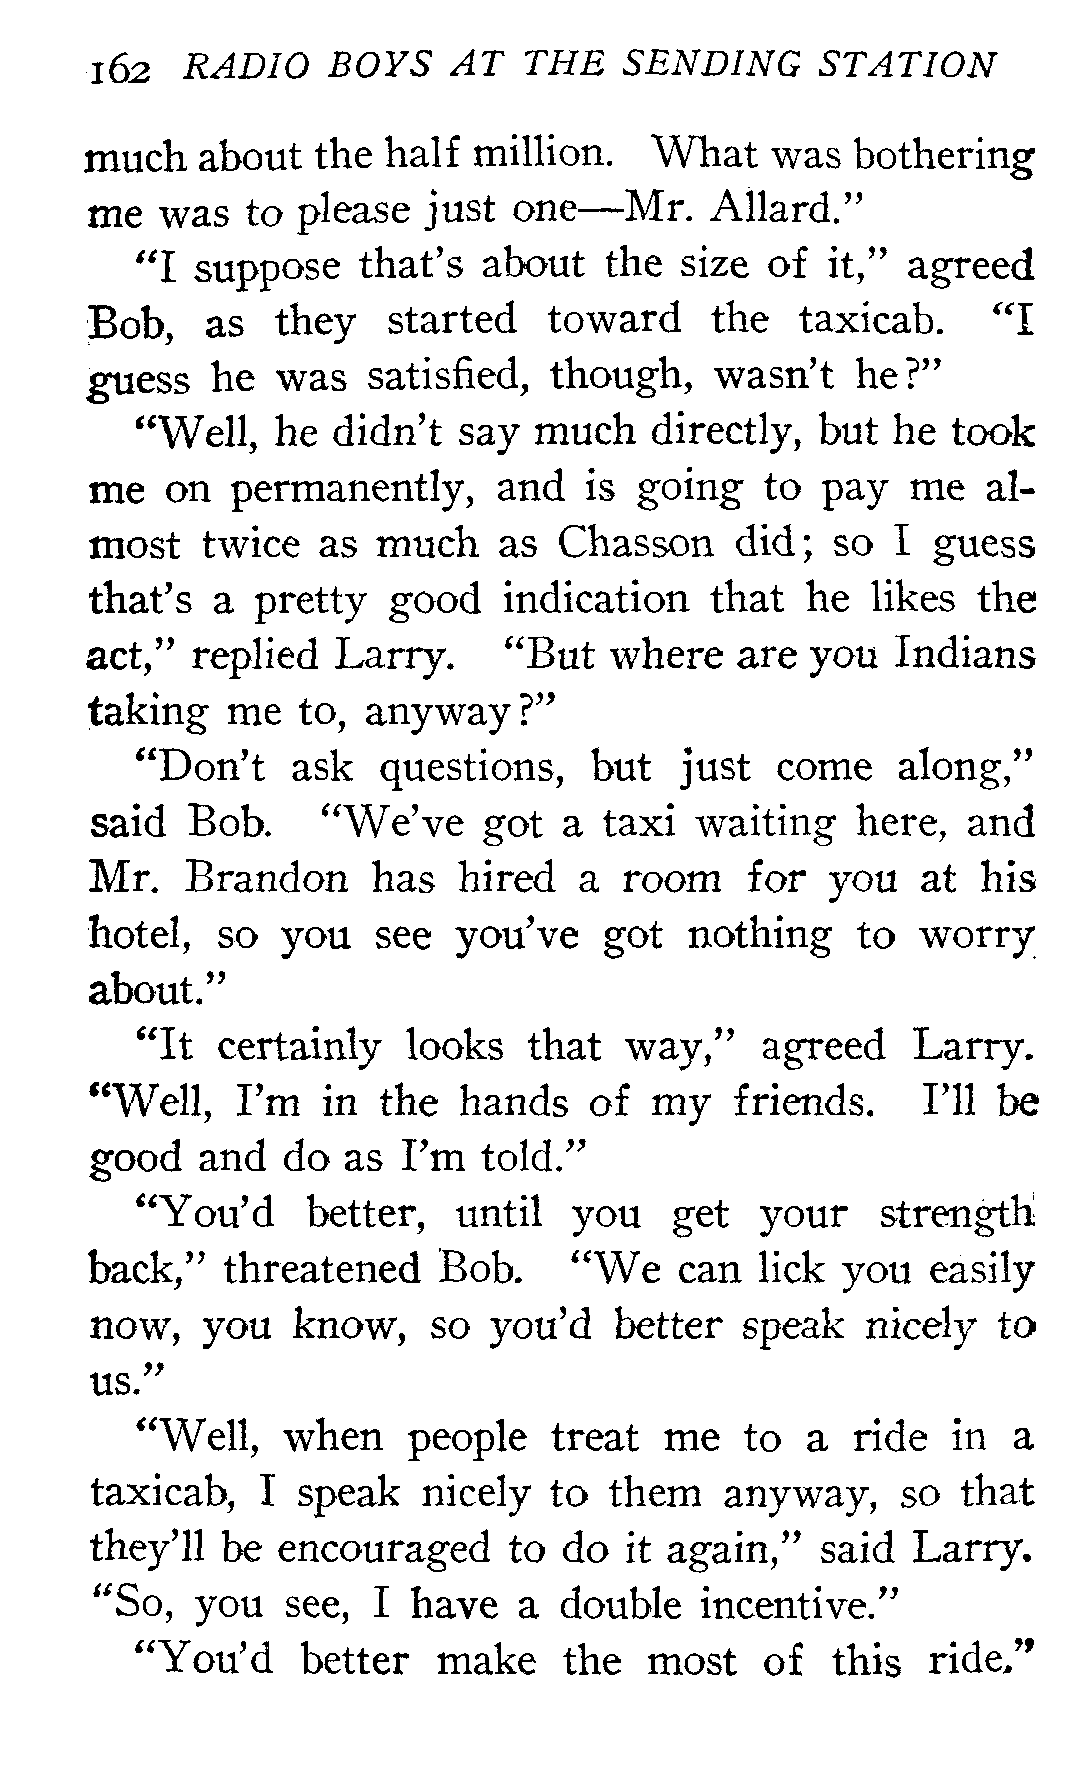 162 RADIO BOYS AT THE SENDING STATION
much about the half million. What was bothering
me was to please just one—Mr. Allard.”
“I suppose that’s about the size of it,” agreed
Bob, as they started toward the taxicab. “I
guess he was satisfied, though, wasn’t he?”
“Well, he didn’t say much directly, but he took
me on permanently, and is going to pay me al-
most twice as much as Chasson did; so I guess
that’s a pretty good indication that he likes the
act,” replied Larry. “But where are you Indians
taking me to, anyway?”
“Don’t ask questions, but just come along,”
said Bob. “We’ve got a taxi waiting here, and
Mr. Brandon has hired a room for you at his
hotel, so you see you’ve got nothing to worry
about.”
“It certainly looks that way,” agreed Larry.
“Well, I’m in the hands of my friends. I’ll be
good and do as I’m told.”
“You’d better, until you get your strength
back,” threatened Bob. “We can lick you easily
now, you know, so you’d better speak nicely to
us.”
“Well, when people treat me to a ride in a
taxicab, I speak nicely to them anyway, so that
they’ll be encouraged to do it again,” said Larry.
“So, you see, I have a double incentive.”
“You’d better make the most of this ride.”